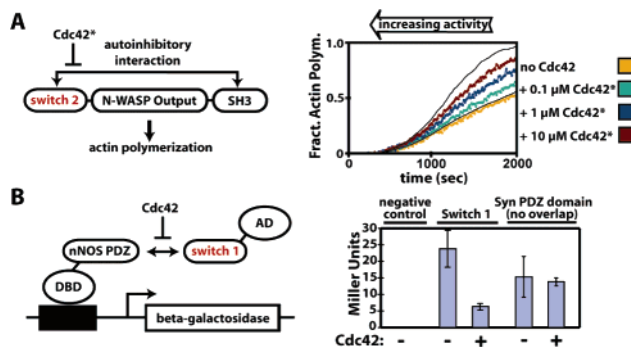 A
Cdc42*
autoinhibitory
interaction
switch 2
N-WASP Output
SH3
actin polymerization
increasing activity
Fract. Actin Polym.
1.0
0.5
0
0
1000
2000
time (sec)
no Cdc42
+ 0.1 μM Cdc42*
+ 1 μM Cdc42*
+ 10 μM Cdc42*
B
Cdc42
AD
nNOS PDZ
switch 1
DBD
beta-galactosidase
negative
control
Switch 1
Syn PDZ domain
(no overlap)
Miller Units
30
25
20
15
10
5
0
Cdc42: - - + - +